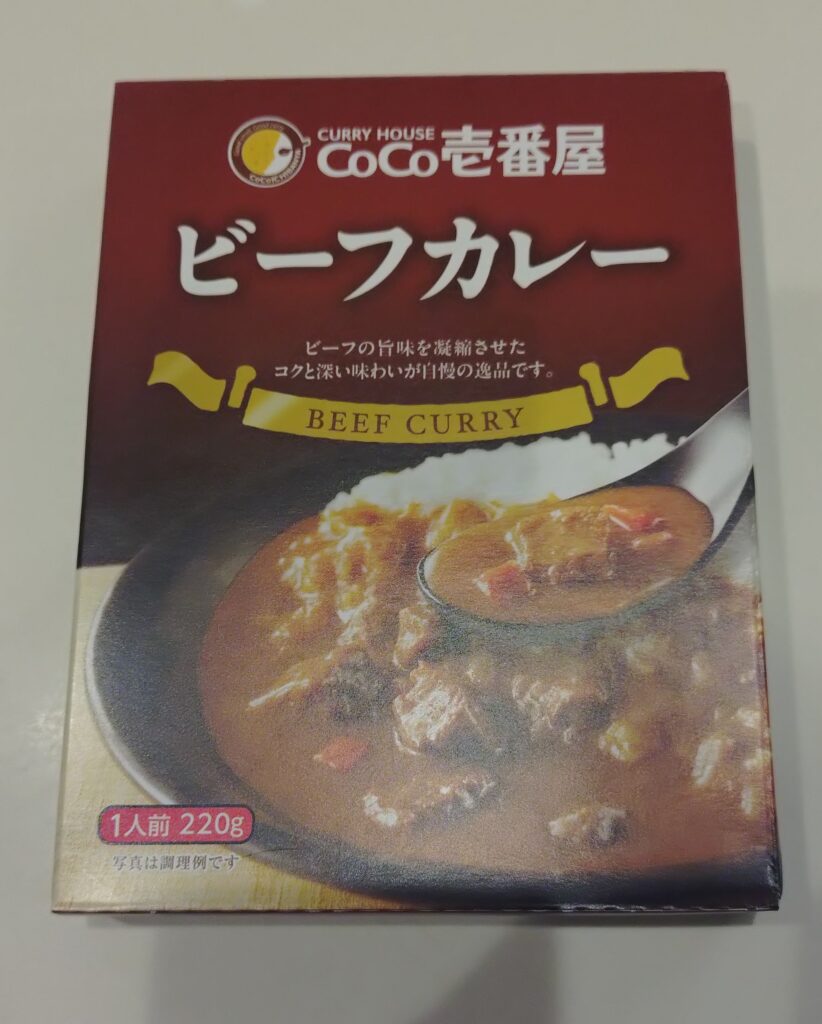 CURRY HOUSE
CoCo壱番屋
ビーフカレー
ビーフの旨味を凝縮させた
コクと深い味わいが自慢の逸品です。
BEEF CURRY
1人前 220g
写真は調理例です